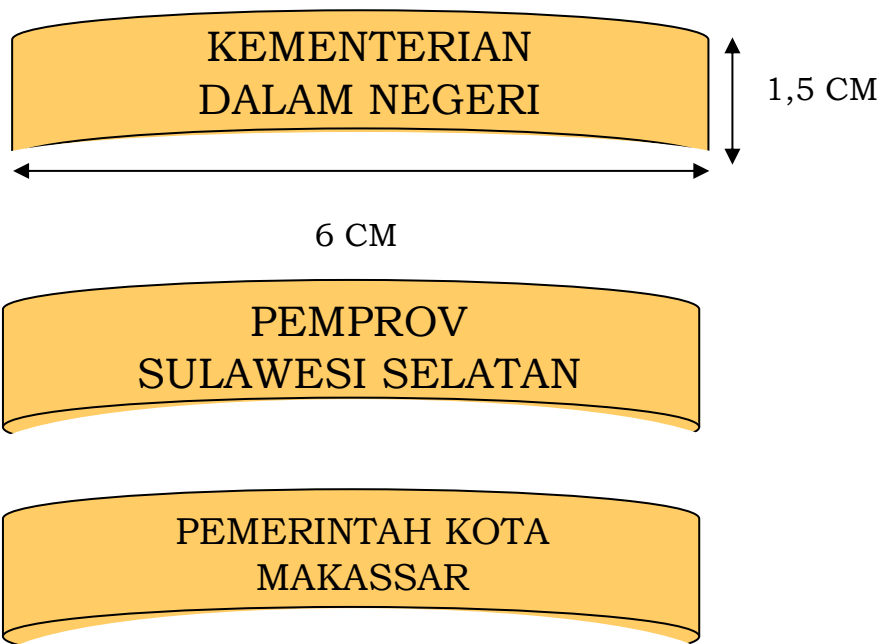 KEMENTERIAN
DALAM NEGERI
1,5 CM
6 CM
PEMPROV
SULAWESI SELATAN
PEMERINTAH KOTA
MAKASSAR